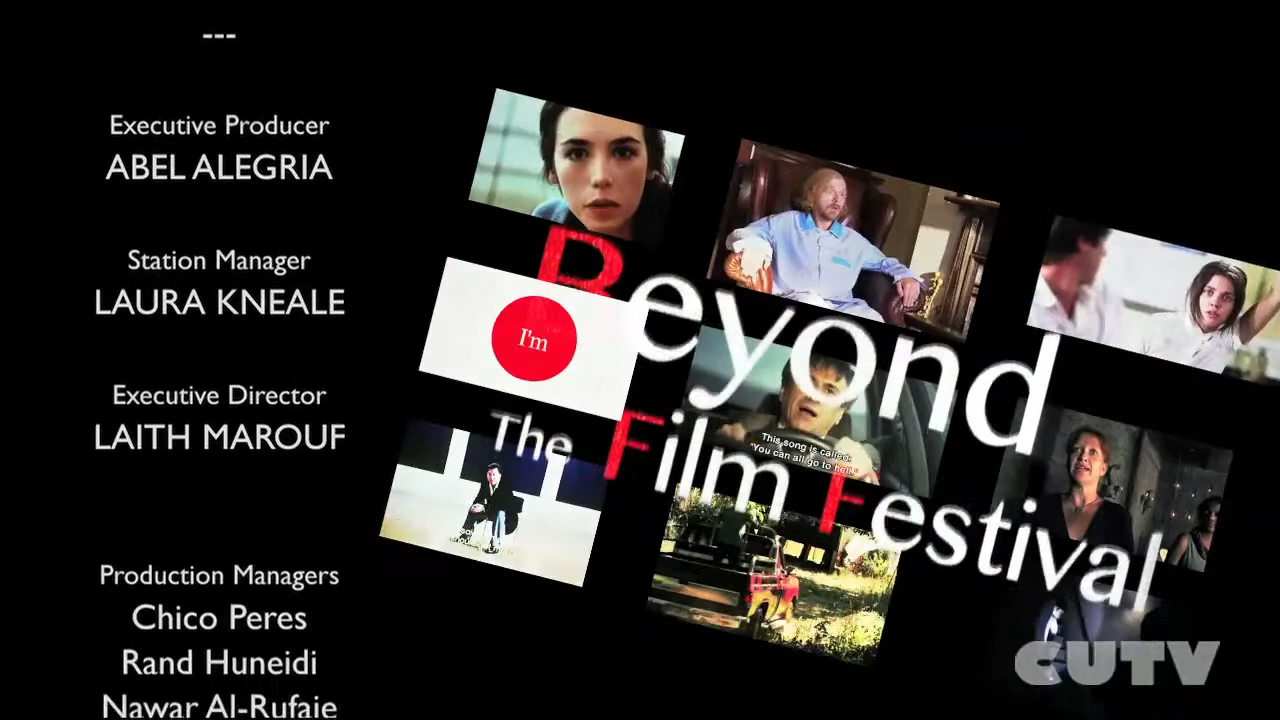 ---
Executive Producer
ABEL ALEGRIA
Station Manager
LAURA KNEALE
Executive Director
LAITH MAROUF
Production Managers
Chico Peres
Rand Huneidi
Nawar Al-Rufaie
Beyond
The Film Festival
I'm
This song is called:
"You can all go to hell."
CUTV